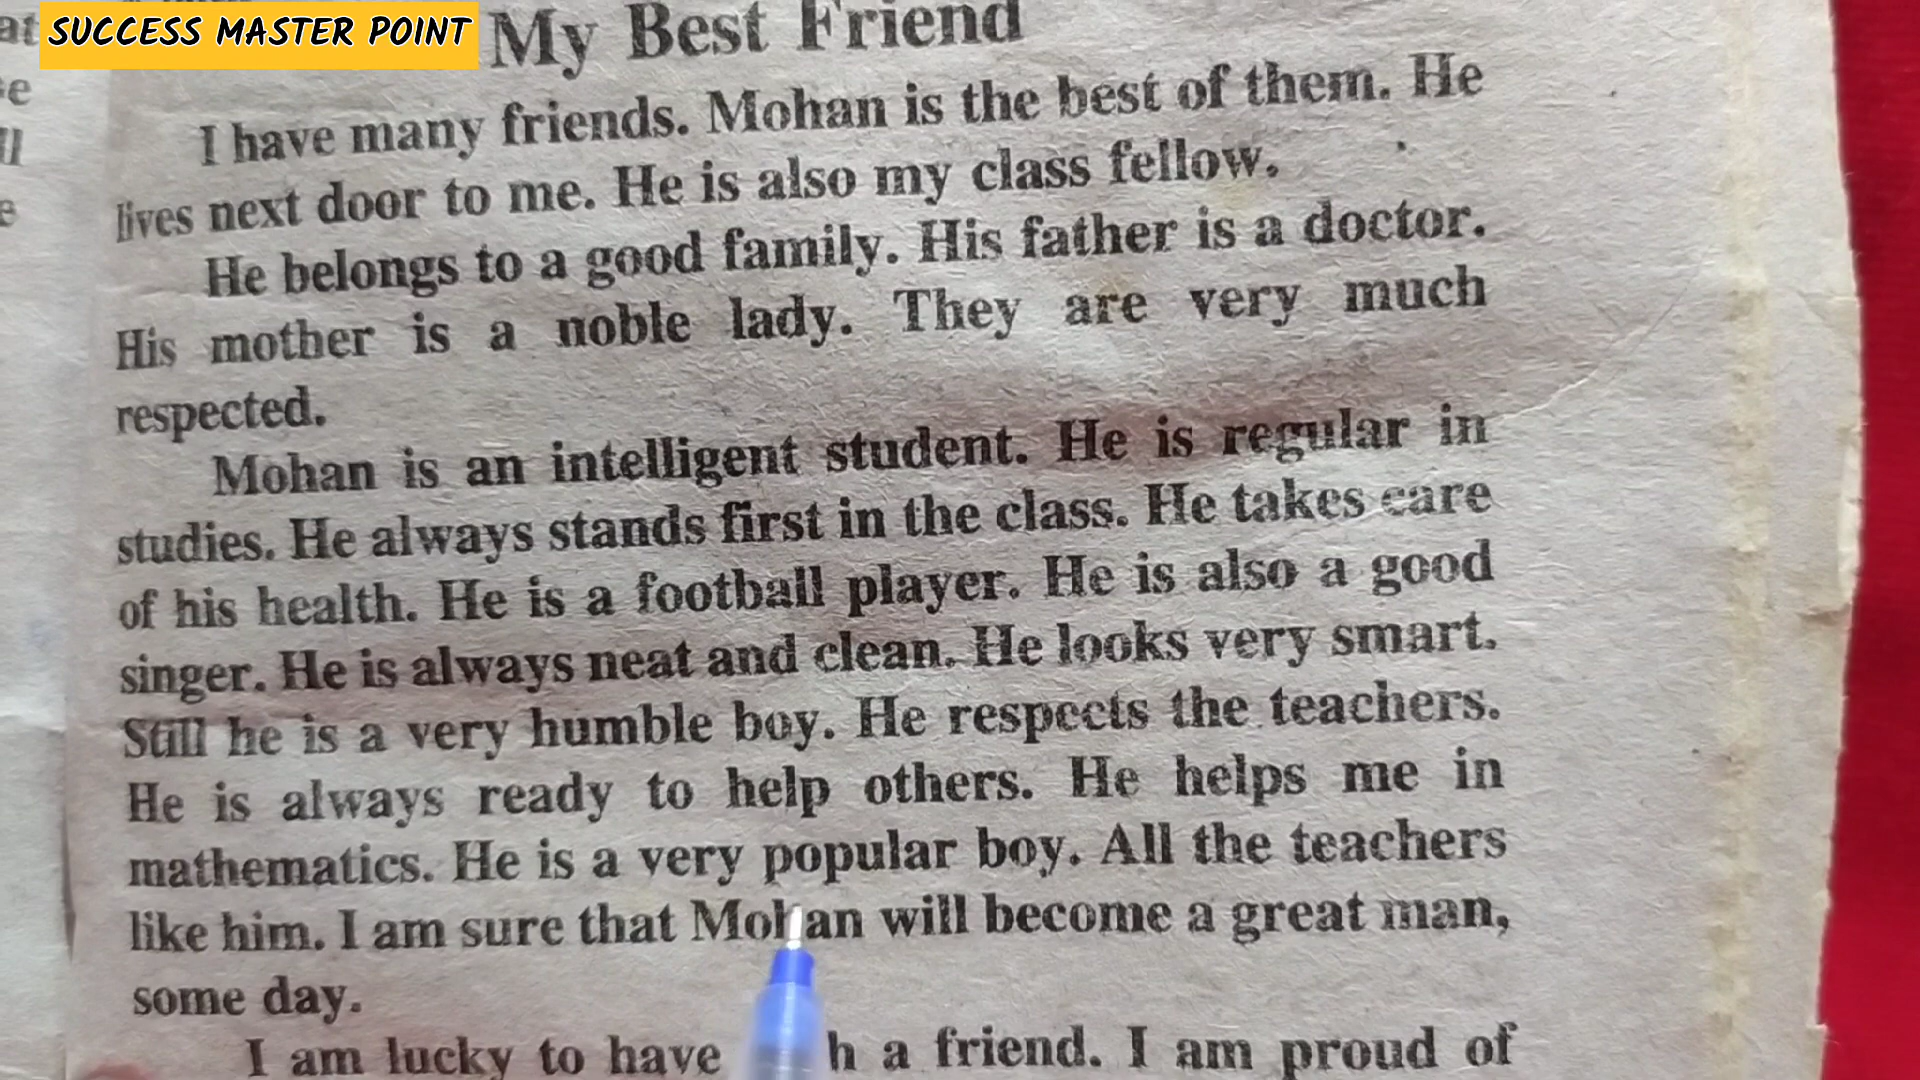 SUCCESS MASTER POINT
My Best Friend
at
I have many friends. Mohan is the best of them. He
lives next door to me. He is also my class fellow.
He belongs to a good family. His father is a doctor.
His mother is a noble lady. They are very much
respected.
Mohan is an intelligent student. He is regular in
studies. He always stands first in the class. He takes care
of his health. He is a football player. He is also a good
singer. He is always neat and clean. He looks very smart.
Still he is a very humble boy. He respects the teachers.
He is always ready to help others. He helps me in
mathematics. He is a very popular boy. All the teachers
like him. I am sure that Mohan will become a great man,
some day.
I am lucky to have a friend. I am proud of